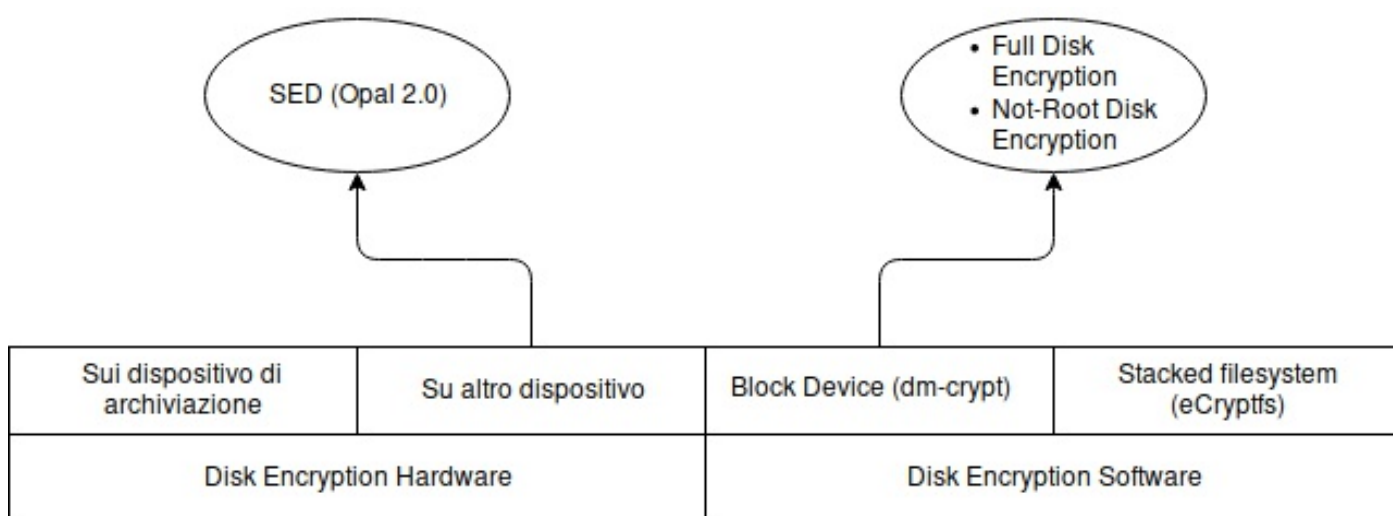 SED (Opal 2.0)
• Full Disk
Encryption
• Not-Root Disk
Encryption
Sui dispositivo di
archiviazione
Su altro dispositivo
Block Device (dm-crypt)
Stacked filesystem
(eCryptfs)
Disk Encryption Hardware
Disk Encryption Software